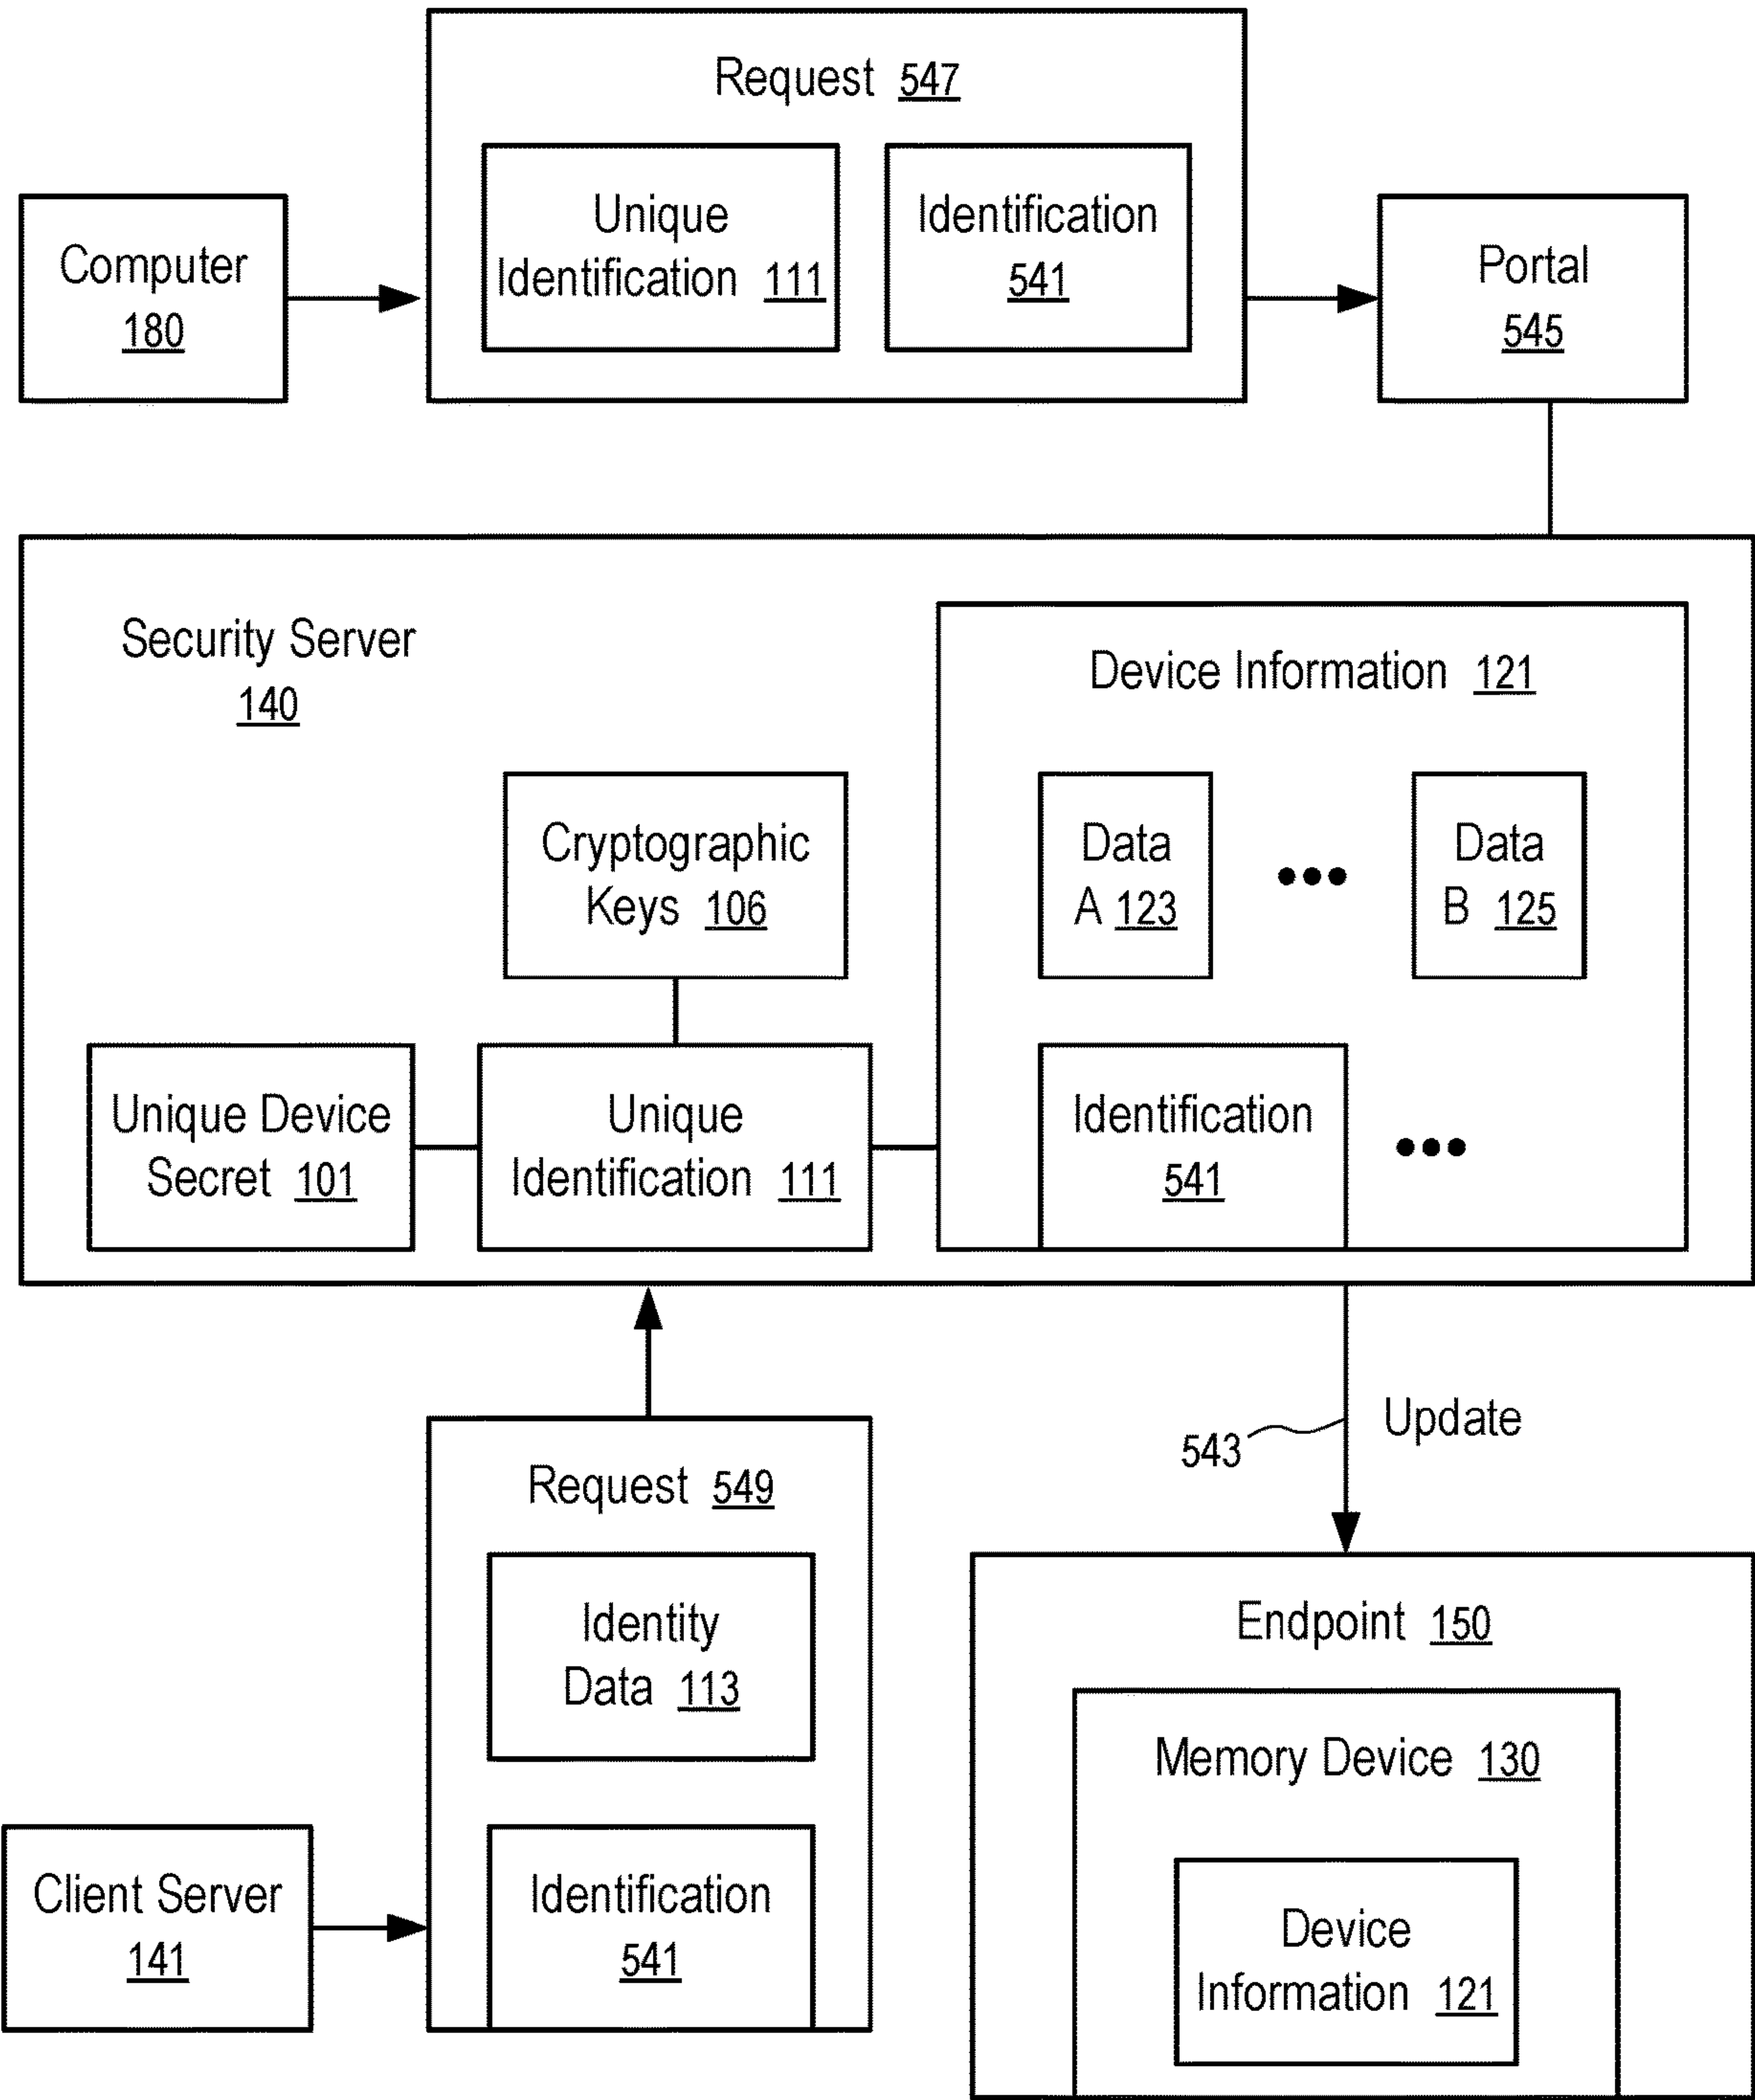 Request 547
Unique
Identification 111
Identification
541
Computer
180
Portal
545
Security Server
140
Device Information 121
Cryptographic
Keys 106
Data
A 123
Data
B 125
Unique Device
Secret 101
Unique
Identification 111
Identification
541
543
Update
Request 549
Identity
Data 113
Identification
541
Client Server
141
Endpoint 150
Memory Device 130
Device
Information 121